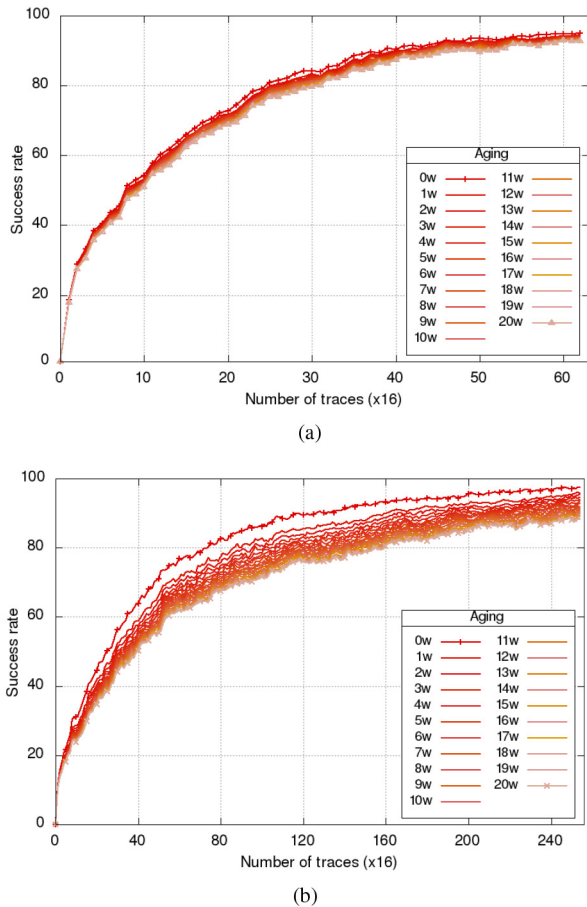 100
80
60
40
20
0
Success rate
Aging
0w 11w
1w 12w
2w 13w
3w 14w
4w 15w
5w 16w
6w 17w
7w 18w
8w 19w
9w 20w
10w
0 10 20 30 40 50 60
Number of traces (x16)
(a)
100
80
60
40
20
0
Success rate
Aging
0w 11w
1w 12w
2w 13w
3w 14w
4w 15w
5w 16w
6w 17w
7w 18w
8w 19w
9w 20w
10w
0 40 80 120 160 200 240
Number of traces (x16)
(b)